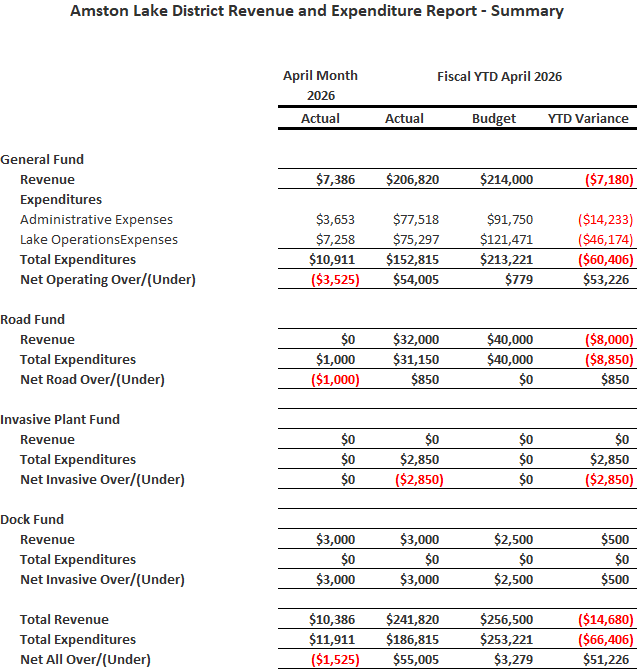 Amston Lake District Revenue and Expenditure Report - Summary
April Month Fiscal YTD April 2026
2026
Actual Actual Budget YTD Variance
General Fund
Revenue $7,386 $206,820 $214,000 ($7,180)
Expenditures
Administrative Expenses $3,653 $77,518 $91,750 ($14,233)
Lake OperationsExpenses $7,258 $75,297 $121,471 ($46,174)
Total Expenditures $10,911 $152,815 $213,221 ($60,406)
Net Operating Over/(Under) ($3,525) $54,005 $779 $53,226
Road Fund
Revenue $0 $32,000 $40,000 ($8,000)
Total Expenditures $1,000 $31,150 $40,000 ($8,850)
Net Road Over/(Under) ($1,000) $850 $0 $850
Invasive Plant Fund
Revenue $0 $0 $0 $0
Total Expenditures $0 $2,850 $0 $2,850
Net Invasive Over/(Under) $0 ($2,850) $0 ($2,850)
Dock Fund
Revenue $3,000 $3,000 $2,500 $500
Total Expenditures $0 $0 $0 $0
Net Invasive Over/(Under) $3,000 $3,000 $2,500 $500
Total Revenue $10,386 $241,820 $256,500 ($14,680)
Total Expenditures $11,911 $186,815 $253,221 ($66,406)
Net All Over/(Under) ($1,525) $55,005 $3,279 $51,226